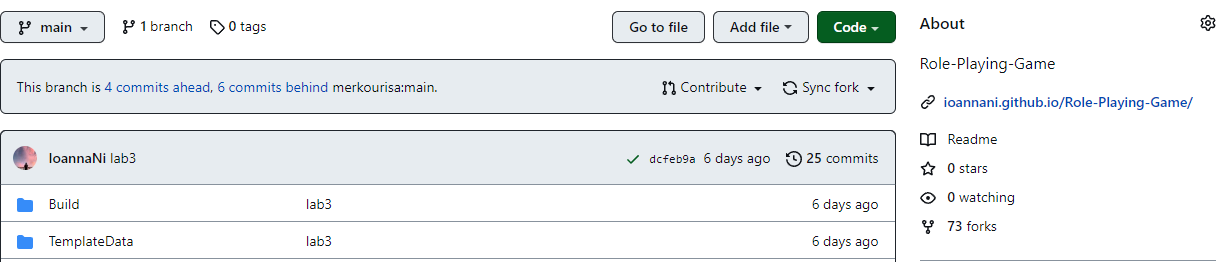 main 1 branch 0 tags Go to file Add file Code
This branch is 4 commits ahead, 6 commits behind merkourisa:main. Contribute Sync fork
IoannaNi lab3 dcfeb9a 6 days ago 25 commits
Build lab3 6 days ago
TemplateData lab3 6 days ago
About
Role-Playing-Game
ioannani.github.io/Role-Playing-Game/
Readme
0 stars
0 watching
73 forks